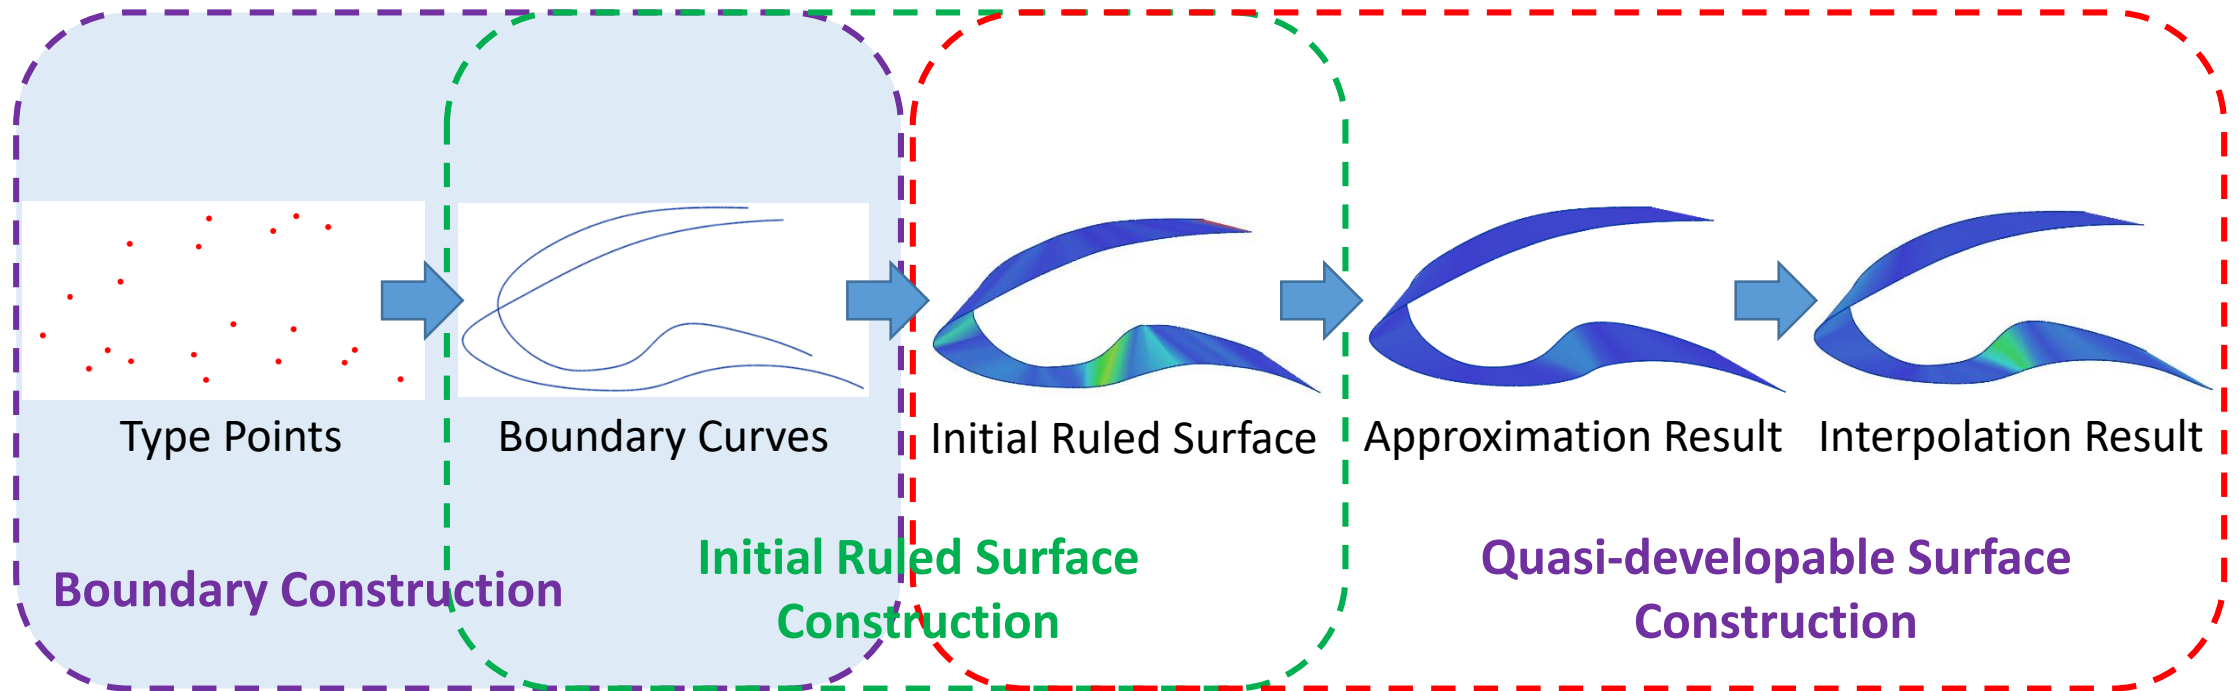 Type Points
Boundary Curves
Initial Ruled Surface
Approximation Result
Interpolation Result
Boundary Construction
Initial Ruled Surface
Construction
Quasi-developable Surface
Construction